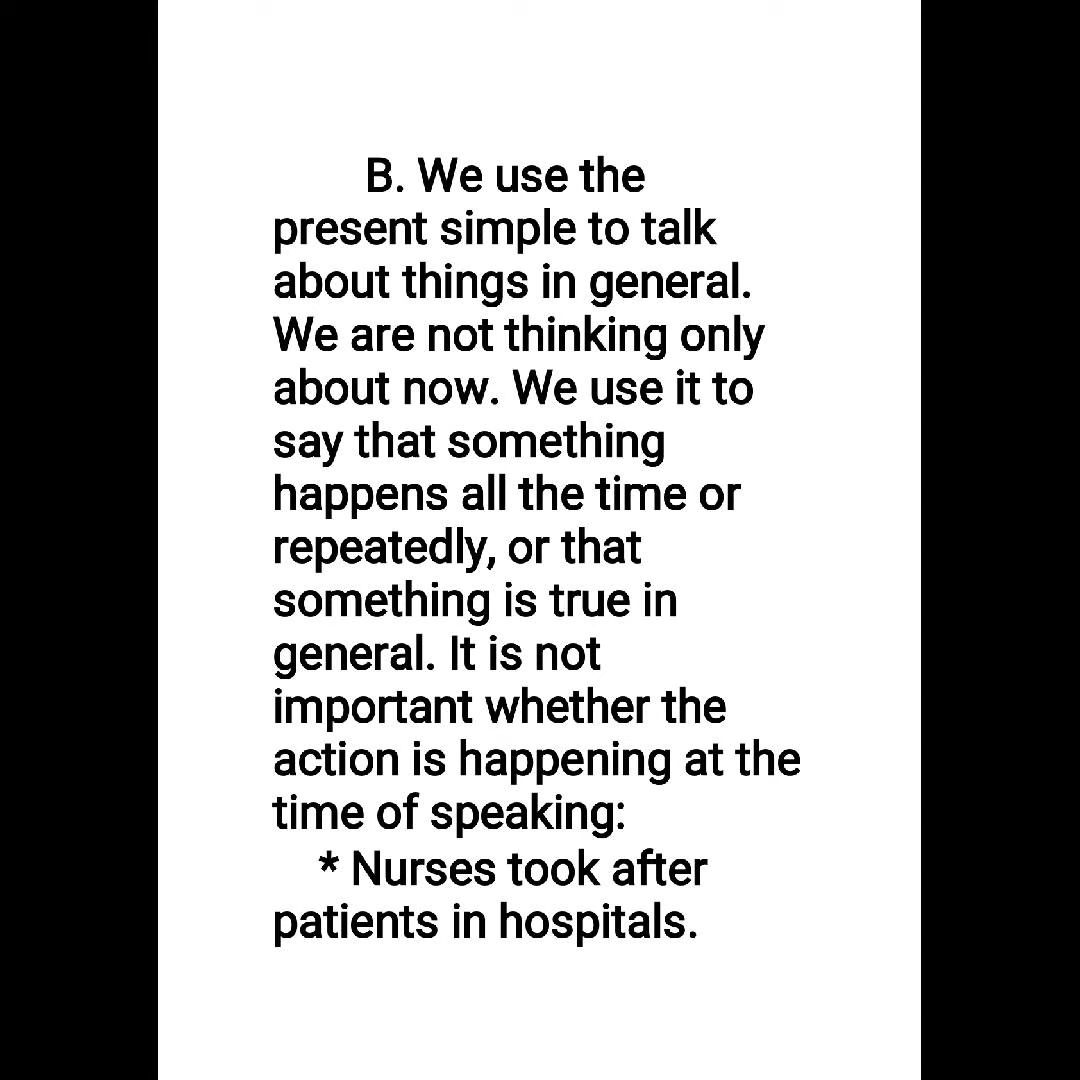 B. We use the
present simple to talk
about things in general.
We are not thinking only
about now. We use it to
say that something
happens all the time or
repeatedly, or that
something is true in
general. It is not
important whether the
action is happening at the
time of speaking:
* Nurses took after
patients in hospitals.